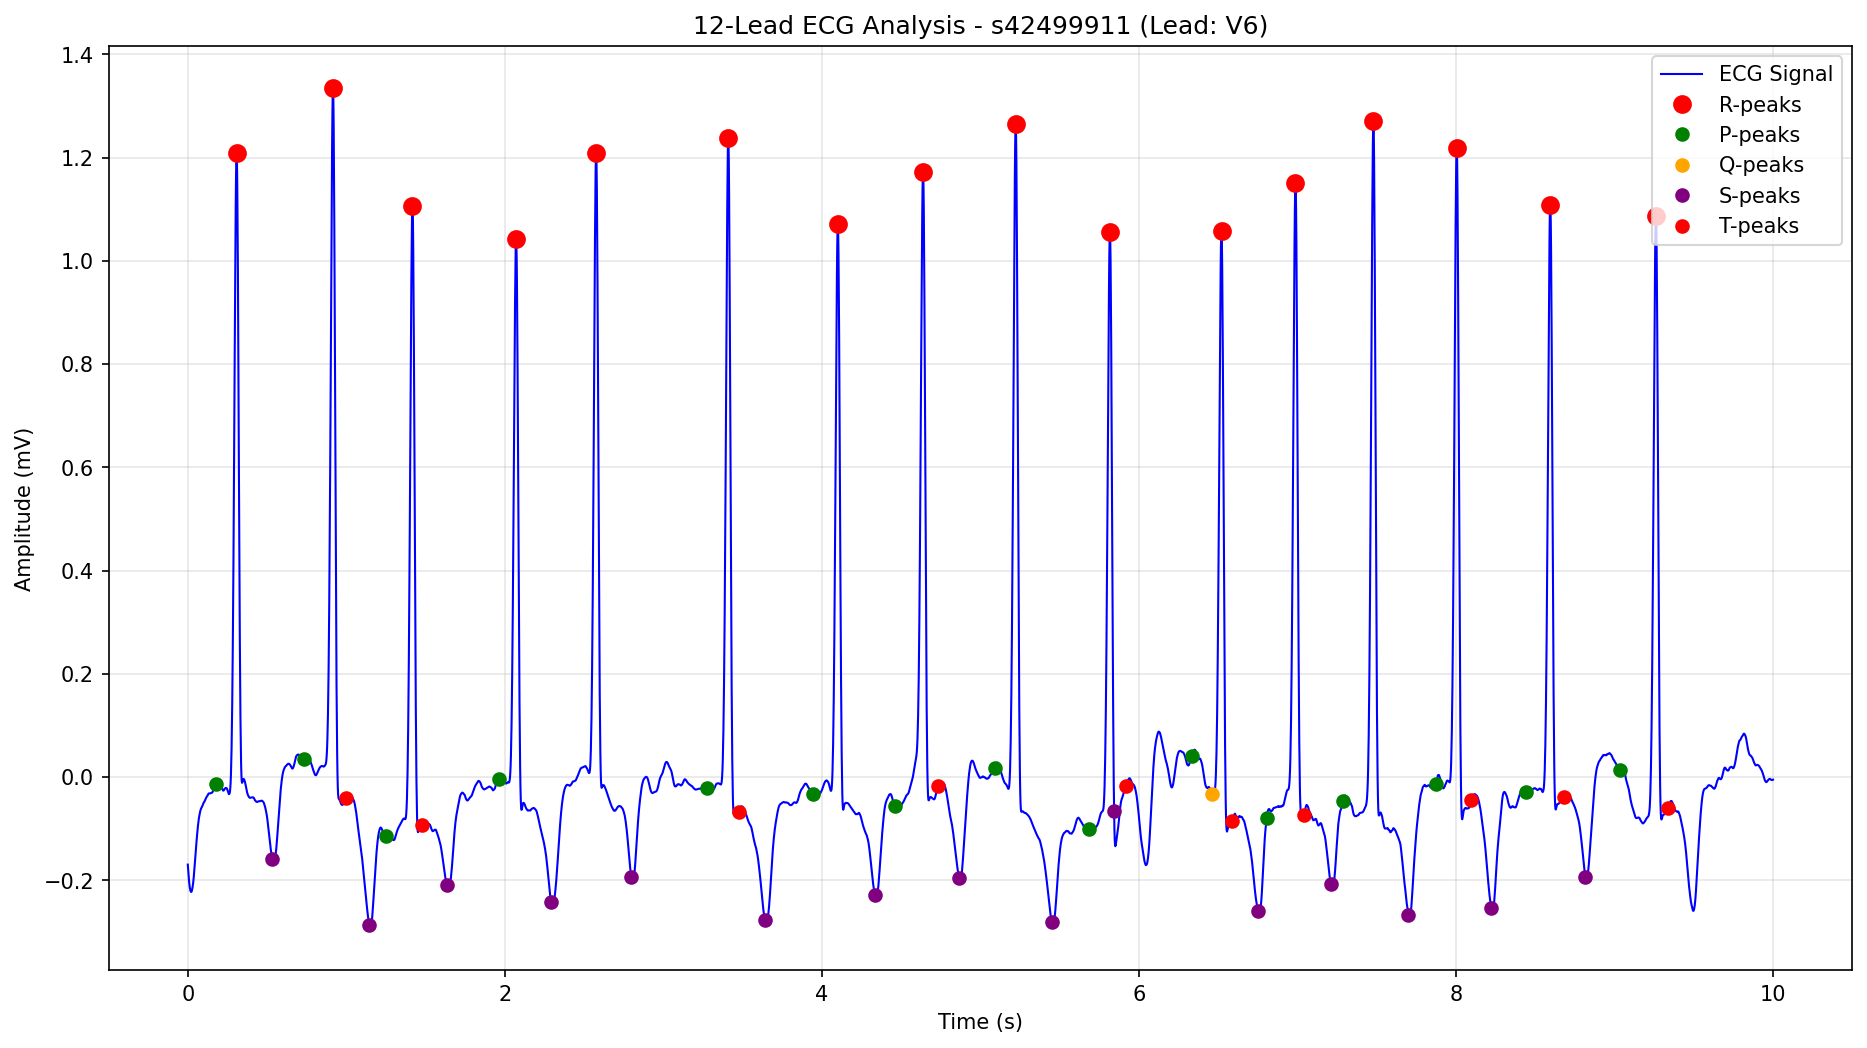 12-Lead ECG Analysis - s42499911 (Lead: V6)
ECG Signal
R-peaks
P-peaks
Q-peaks
S-peaks
T-peaks
Amplitude (mV)
1.4
1.2
1.0
0.8
0.6
0.4
0.2
0.0
−0.2
0 2 4 6 8 10
Time (s)